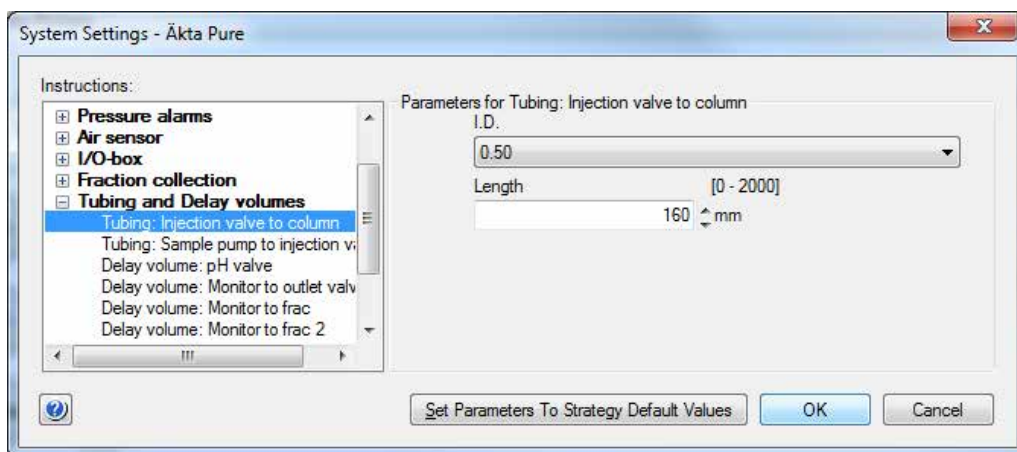 System Settings - Äkta Pure
Instructions:
Pressure alarms
Air sensor
I/O-box
Fraction collection
Tubing and Delay volumes
Tubing: Injection valve to column
Tubing: Sample pump to injection va
Delay volume: pH valve
Delay volume: Monitor to outlet valv
Delay volume: Monitor to frac
Delay volume: Monitor to frac 2
Parameters for Tubing: Injection valve to column
I.D.
0.50
Length [0 - 2000]
160 mm
Set Parameters To Strategy Default Values OK Cancel